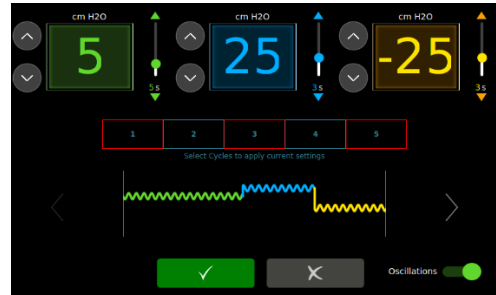 cm H2O cm H2O cm H2O
5 25 -25
5 s 3 s 3 s
1 2 3 4 5
Select Cycles to apply current settings
Oscillations